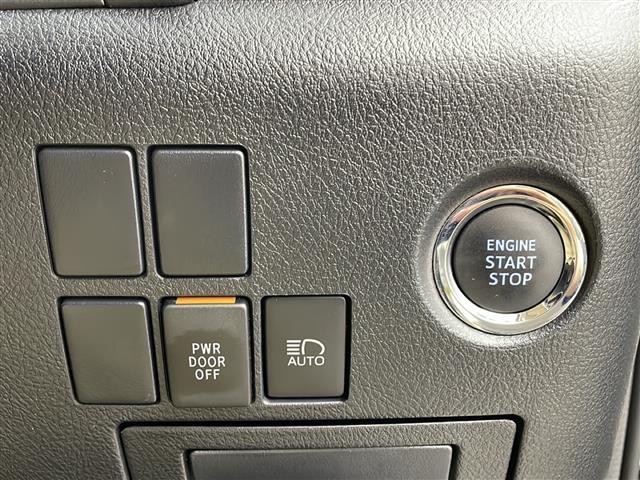 ENGINE
START
STOP
PWR
DOOR
OFF
AUTO